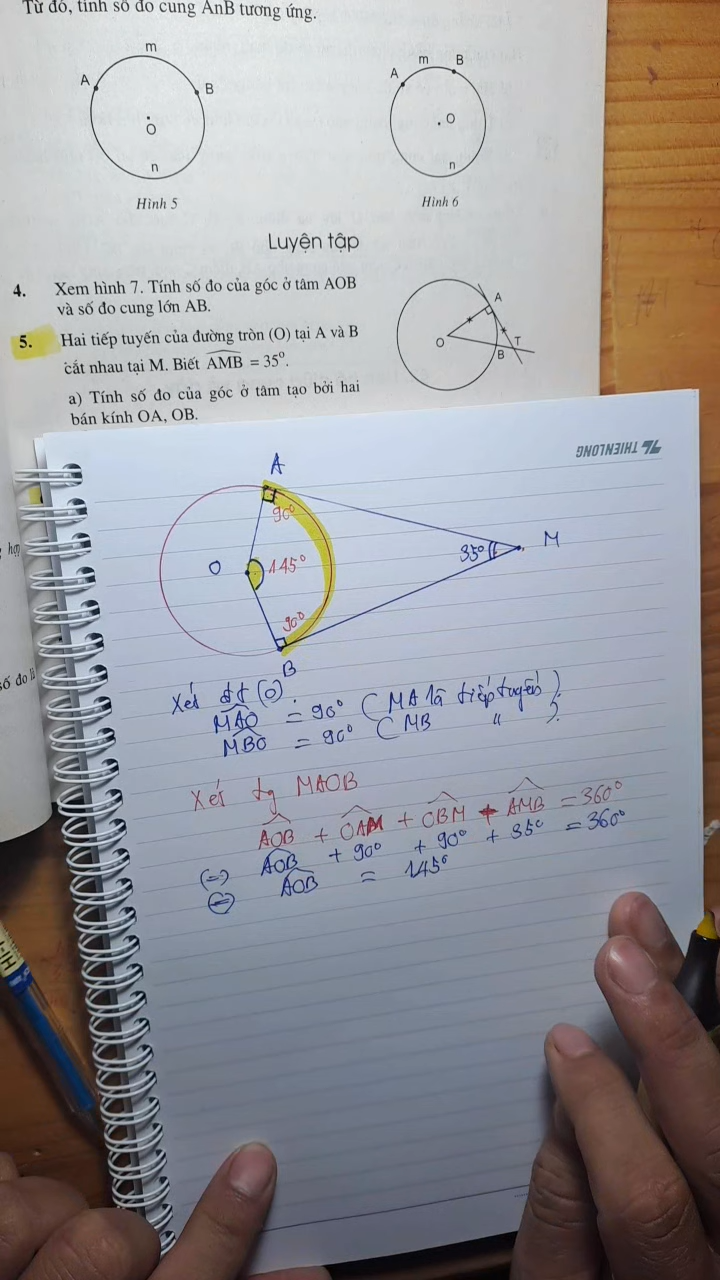 Từ đó, tính số đo cung AnB tương ứng.
m
A
B
O
n
Hình 5
m
B
A
O
n
Hình 6
Luyện tập
4. Xem hình 7. Tính số đo của góc ở tâm AOB
và số đo cung lớn AB.
A
O
T
B
5. Hai tiếp tuyến của đường tròn (O) tại A và B
cắt nhau tại M. Biết AMB = 35°.
a) Tính số đo của góc ở tâm tạo bởi hai
bán kính OA, OB.
THIENLONG
hợp
số đo là
A
90°
O
145°
35°
M
90°
B
Xét đt (O):
MAO = 90° (MA là tiếp tuyến)
MBO = 90° (MB " )
Xét tg MAOB
AOB + OAM + OBM + AMB = 360°
(=) AOB + 90° + 90° + 35° = 360°
(=) AOB = 145°